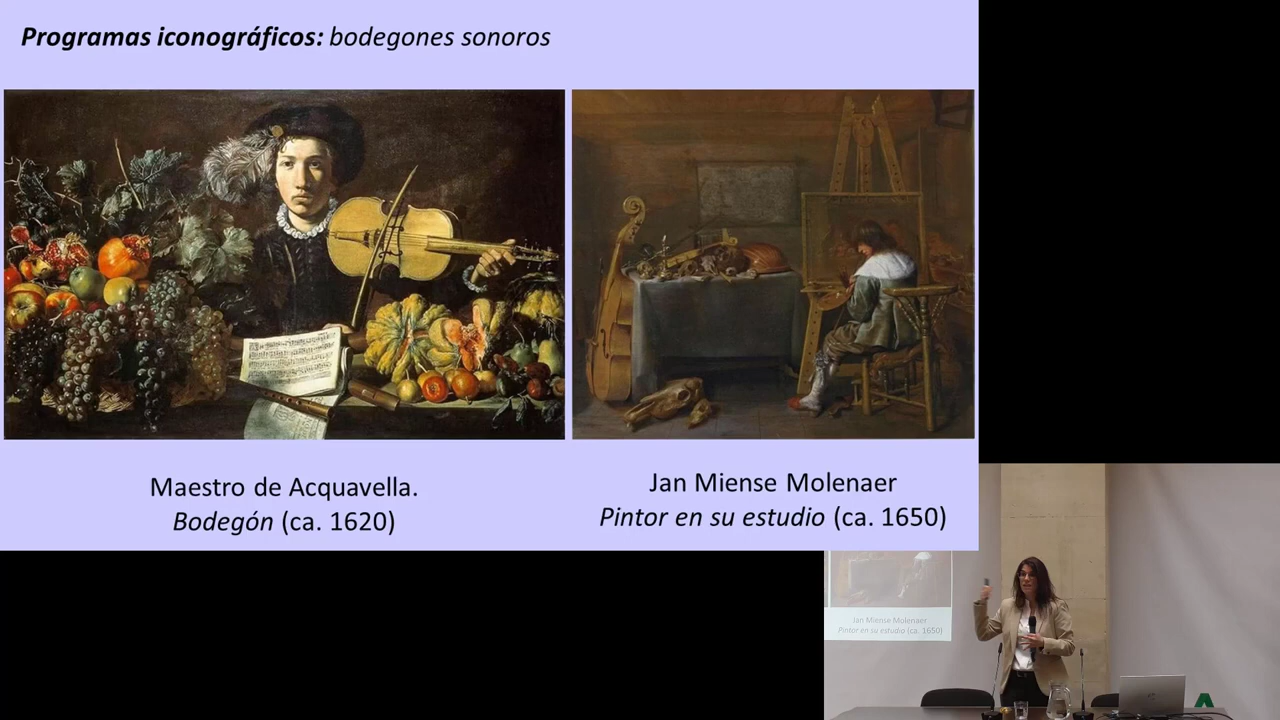 Programas iconográficos: bodegones sonoros
Maestro de Acquavella.
Bodegón (ca. 1620)
Jan Miense Molenaer
Pintor en su estudio (ca. 1650)
Jan Miense Molenaer
Pintor en su estudio (ca. 1650)